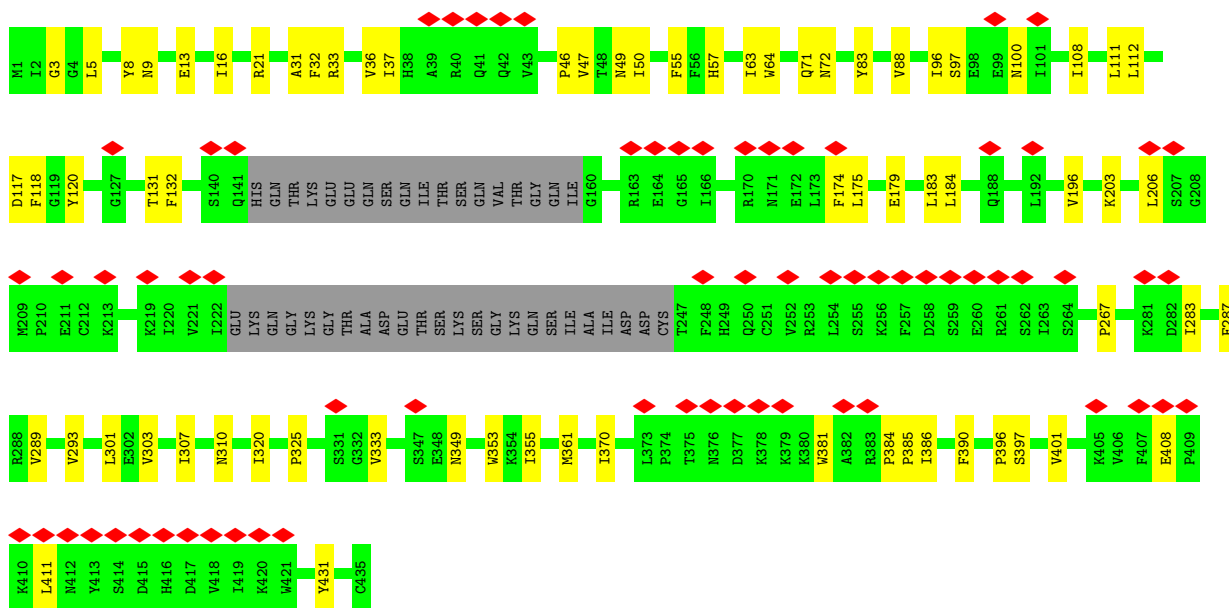 M1 I2 G3 G4 L5 Y8 N9 E13 I16 R21 A31 F32 R33 V36 I37 H38 A39 R40 Q41 Q42 V43 P46 V47 T48 N49 I50 F55 F56 H57 I63 W64 Q71 N72 Y83 V88 I96 S97 E98 E99 N100 I101 I108 L111 L112
D117 F118 G119 Y120 G127 T131 F132 S140 Q141 HIS GLN THR LYS GLU GLU GLN SER GLN ILE THR SER GLN VAL THR GLY GLN ILE G160 R163 E164 G165 I166 R170 N171 E172 L173 F174 L175 E179 L183 L184 Q188 L192 V196 K203 L206 S207 G208
M209 P210 E211 C212 K213 K219 I220 V221 I222 GLU LYS GLN GLY LYS GLY THR ALA ASP GLU THR SER LYS SER GLY LYS GLN SER ILE ALA ILE ASP ASP CYS T247 F248 H249 Q250 C251 V252 R253 L254 S255 K256 F257 D258 S259 E260 R261 S262 I263 S264 P267 K281 D282 I283 F287
R288 V289 V293 L301 E302 V303 I307 N310 I320 P325 S331 G332 V333 S347 E348 N349 W353 K354 I355 M361 I370 L373 P374 T375 N376 D377 K378 K379 K380 W381 A382 R383 P384 P385 I386 F390 P396 S397 V401 K405 V406 F407 E408 P409
K410 L411 N412 Y413 S414 D415 H416 D417 V418 I419 K420 W421 Y431 C435